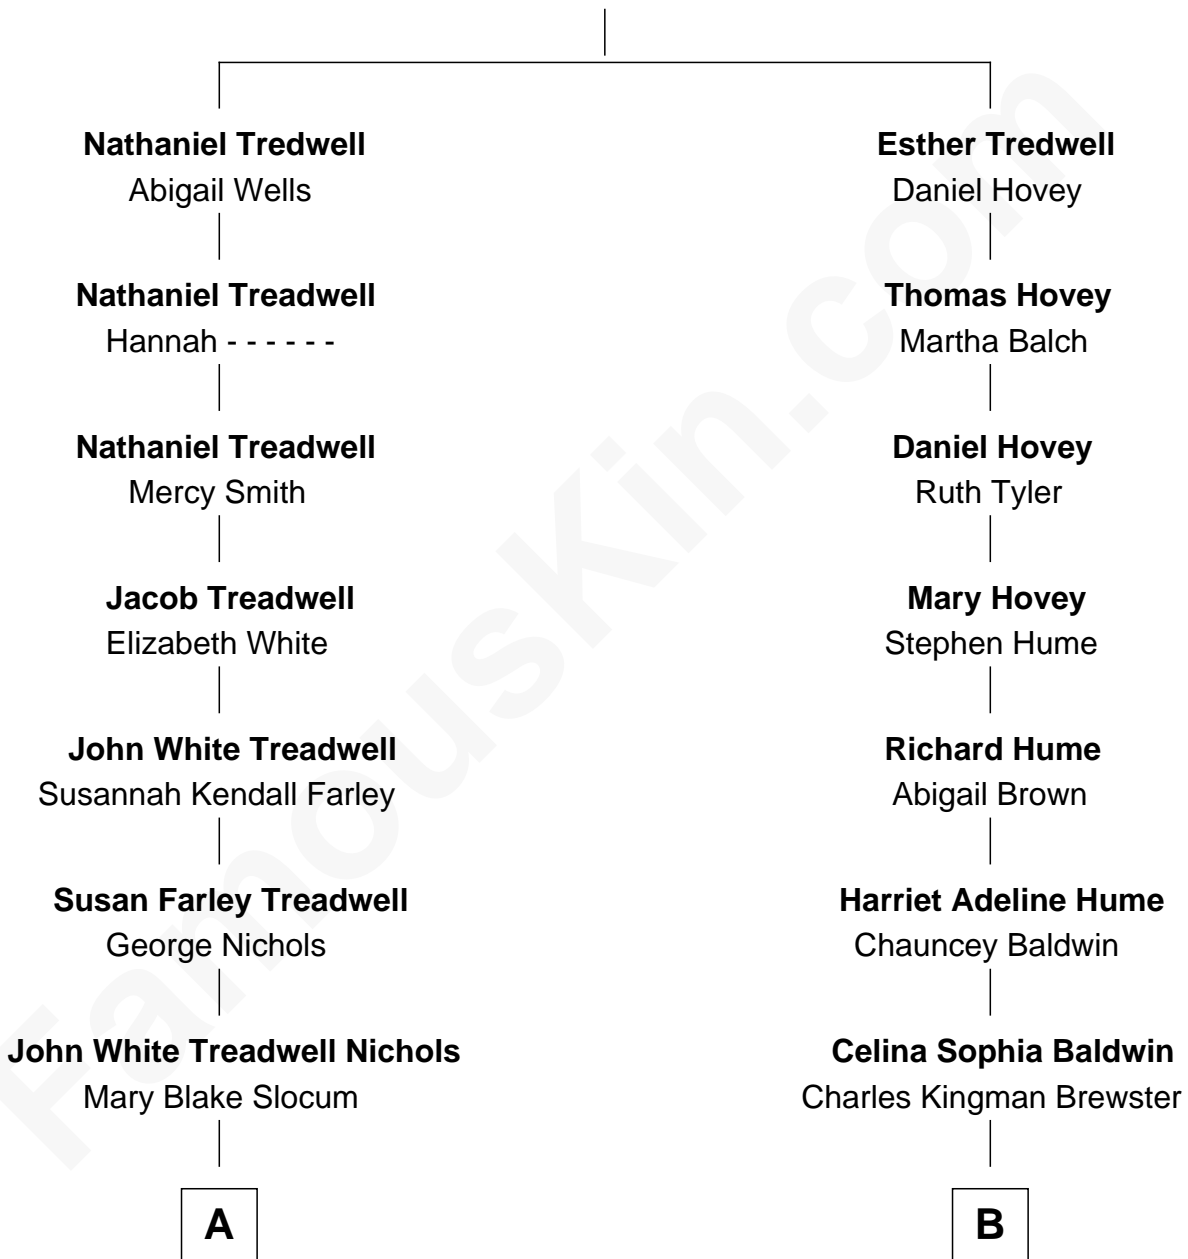 Nathaniel Tredwell
Abigail Wells
Nathaniel Treadwell
Hannah - - - - - -
Nathaniel Treadwell
Mercy Smith
Jacob Treadwell
Elizabeth White
John White Treadwell
Susannah Kendall Farley
Susan Farley Treadwell
George Nichols
John White Treadwell Nichols
Mary Blake Slocum
A
Esther Tredwell
Daniel Hovey
Thomas Hovey
Martha Balch
Daniel Hovey
Ruth Tyler
Mary Hovey
Stephen Hume
Richard Hume
Abigail Brown
Harriet Adeline Hume
Chauncey Baldwin
Celina Sophia Baldwin
Charles Kingman Brewster
B
FamousKin.com